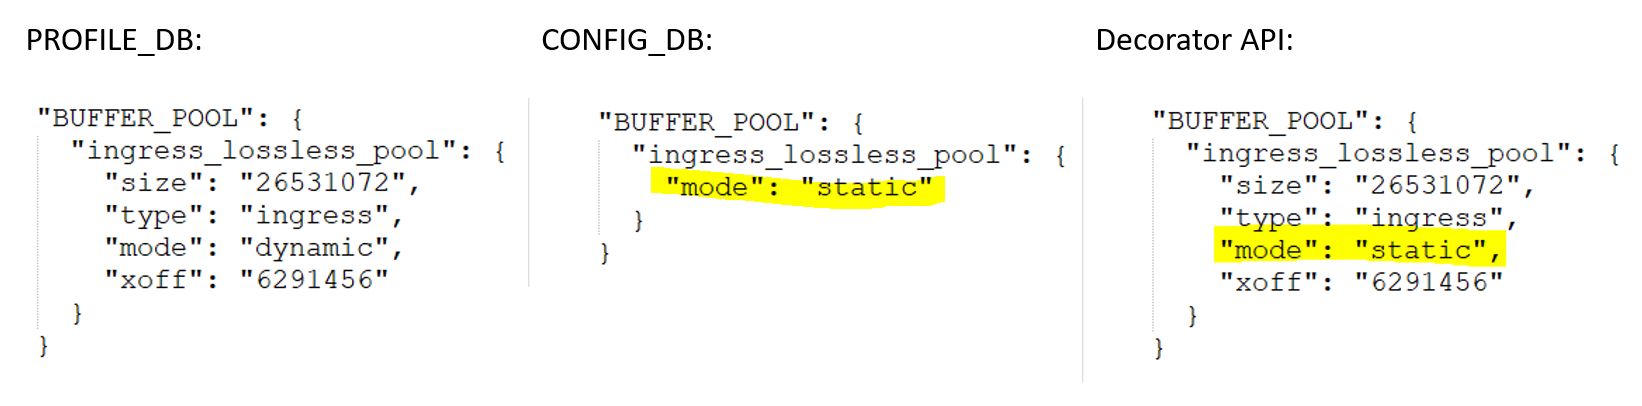 PROFILE_DB:
"BUFFER_POOL": {
"ingress_lossless_pool": {
"size": "26531072",
"type": "ingress",
"mode": "dynamic",
"xoff": "6291456"
}
}
CONFIG_DB:
"BUFFER_POOL": {
"ingress_lossless_pool": {
"mode": "static"
}
}
Decorator API:
"BUFFER_POOL": {
"ingress_lossless_pool": {
"size": "26531072",
"type": "ingress",
"mode": "static",
"xoff": "6291456"
}
}